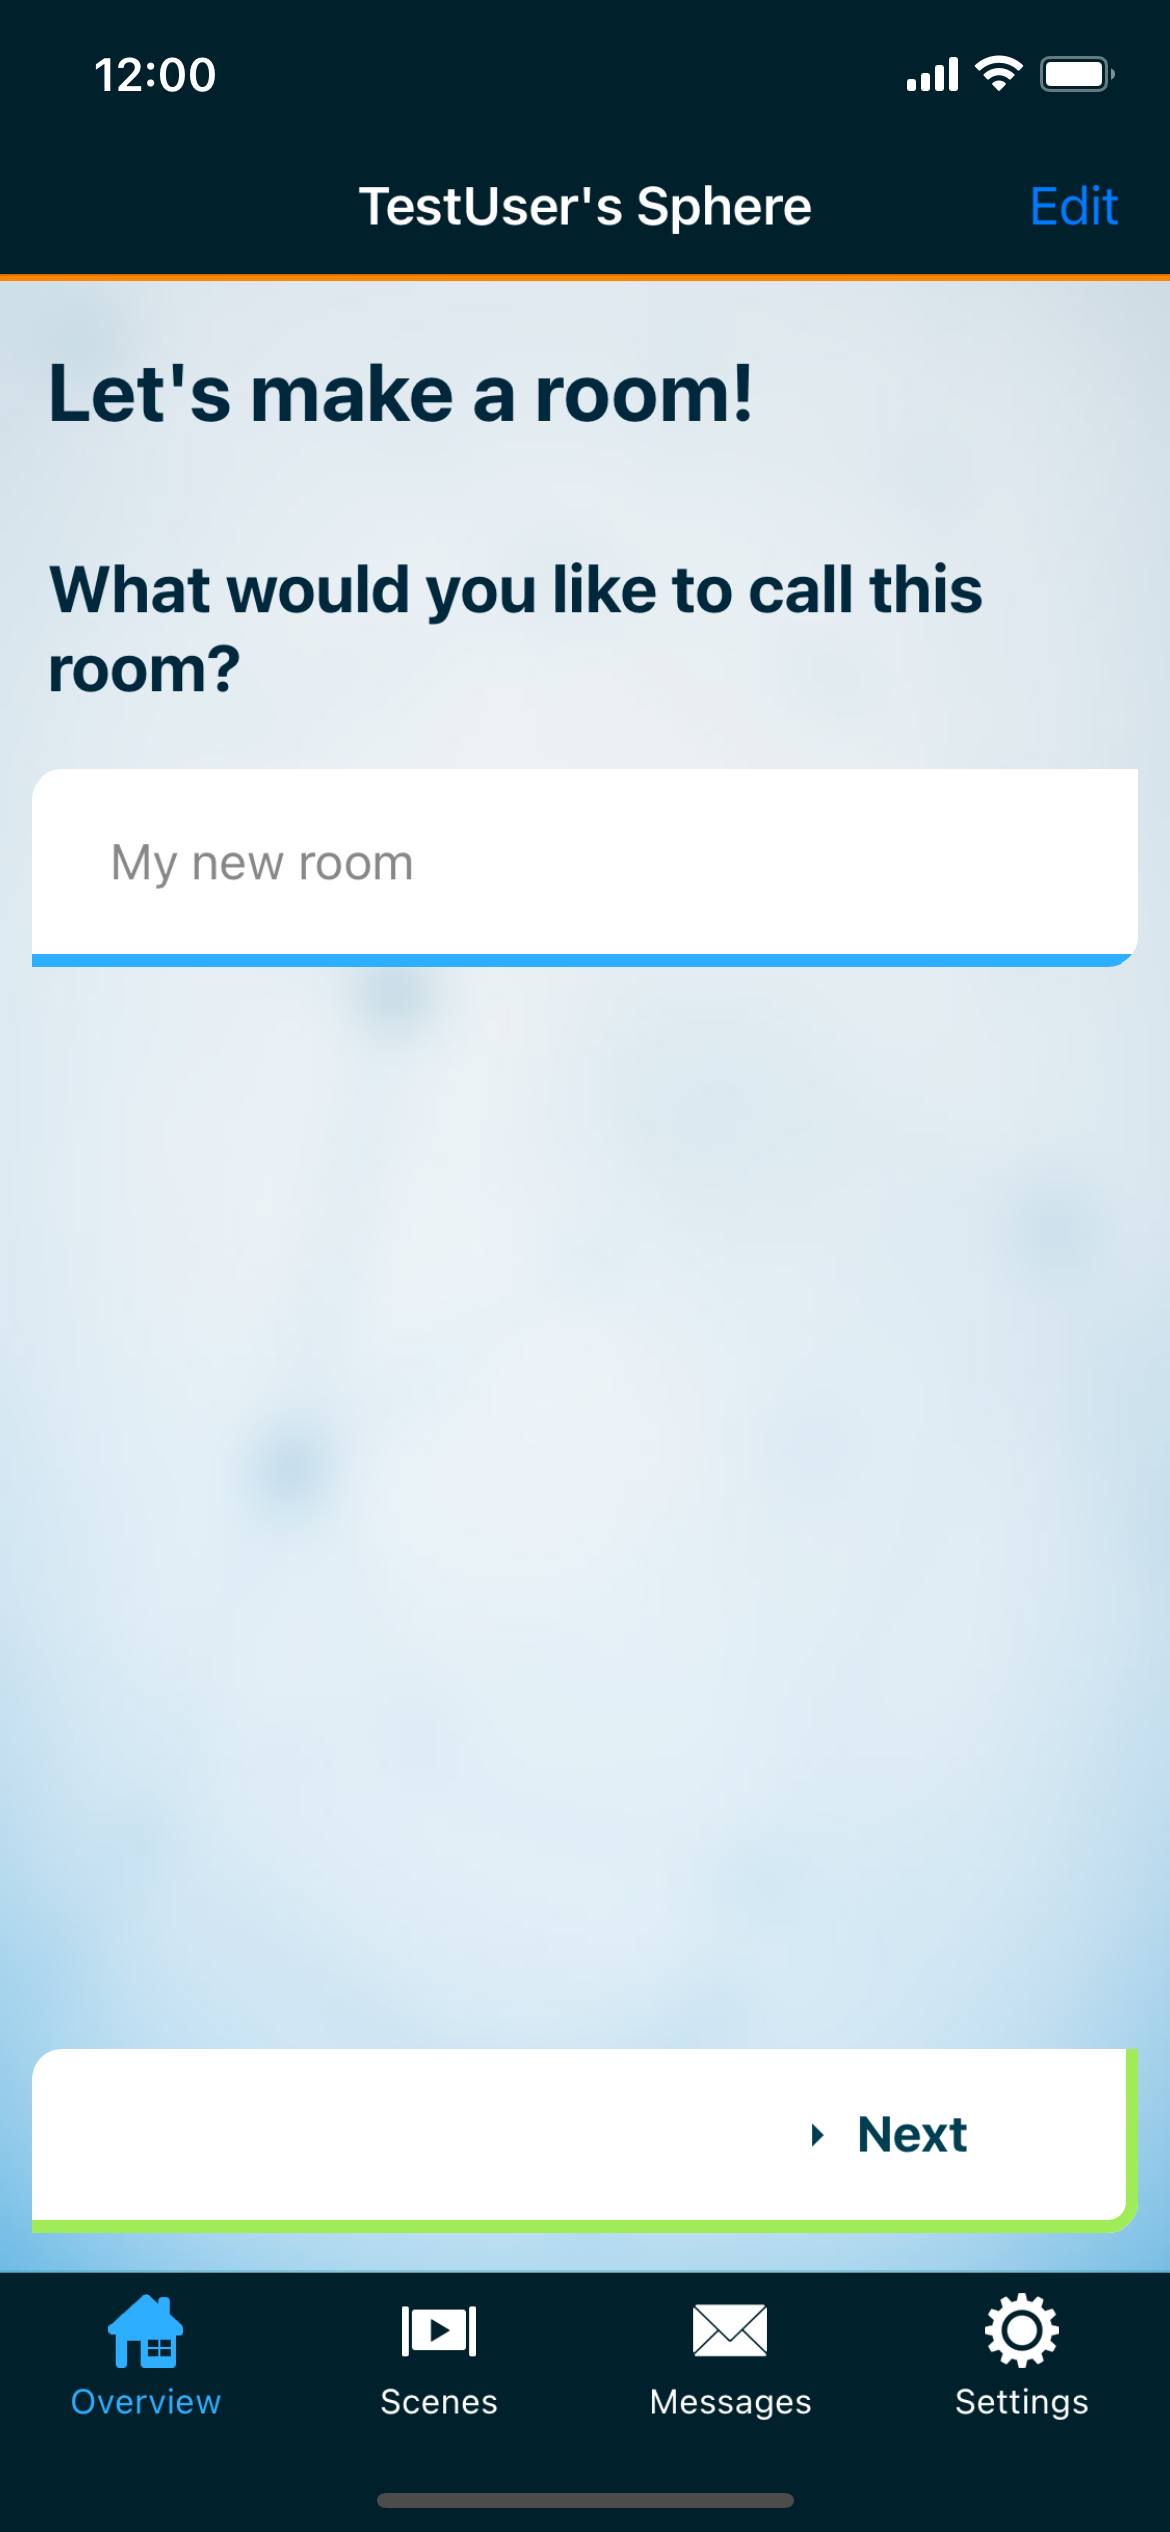 12:00
TestUser's Sphere
Edit
Let's make a room!
What would you like to call this
room?
My new room
Next
Overview
Scenes
Messages
Settings